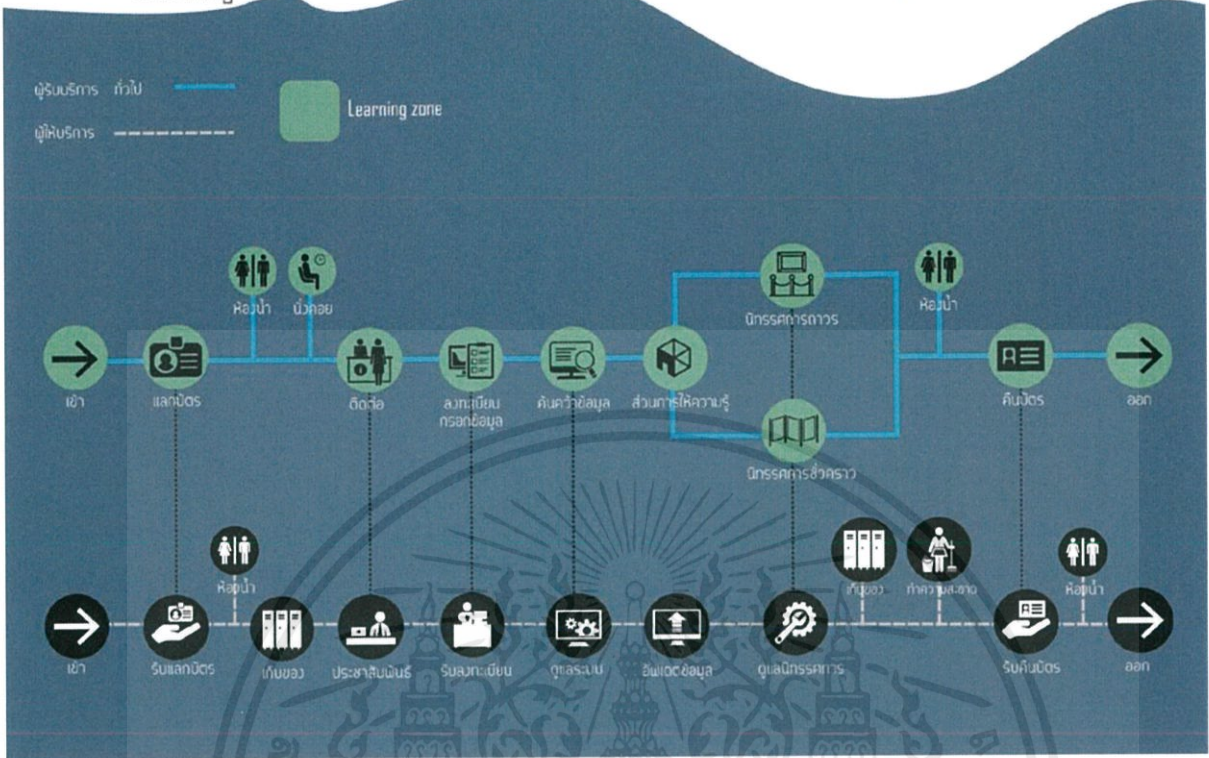 ผู้รับบริการ ทั่วไป
Learning zone
ผู้ให้บริการ
ห้องน้ำ
นั่งคอย
นิทรรศการถาวร
ห้องน้ำ
เข้า
แลกบัตร
ติดต่อ
ลงทะเบียน
กรอกข้อมูล
ค้นคว้าข้อมูล
ส่วนการให้ความรู้
คืนบัตร
ออก
นิทรรศการชั่วคราว
ห้องน้ำ
เก็บของ
ทำความสะอาด
ห้องน้ำ
เข้า
รับแลกบัตร
เก็บของ
ประชาสัมพันธ์
รับลงทะเบียน
ดูแลระบบ
อัพเดตข้อมูล
ดูแลนิทรรศการ
รับคืนบัตร
ออก